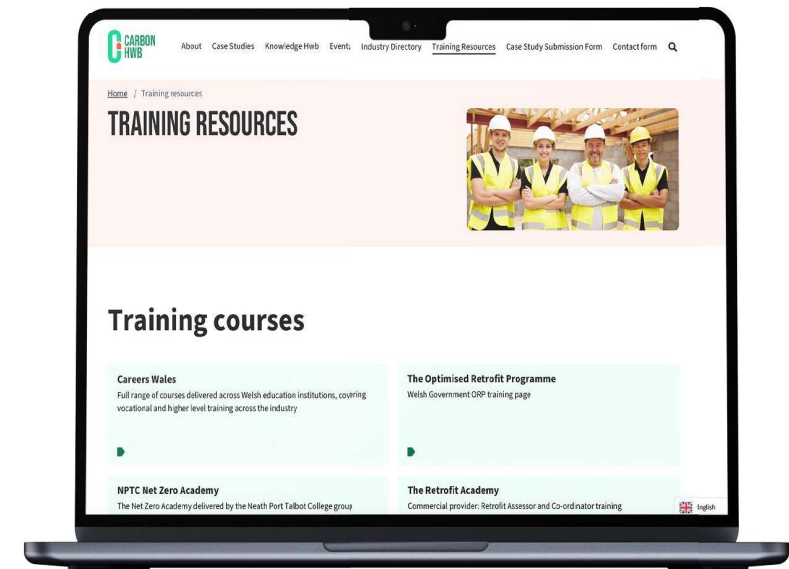 CARBON
HWB
About Case Studies Knowledge Hwb Events Industry Directory Training Resources Case Study Submission Form Contact form
Home / Training resources
TRAINING RESOURCES
Training courses
Careers Wales
Full range of courses delivered across Welsh education institutions, covering
vocational and higher level training across the industry
The Optimised Retrofit Programme
Welsh Government ORP training page
NPTC Net Zero Academy
The Net Zero Academy delivered by the Neath Port Talbot College group
The Retrofit Academy
Commercial provider: Retrofit Assessor and Co-ordinator training
English